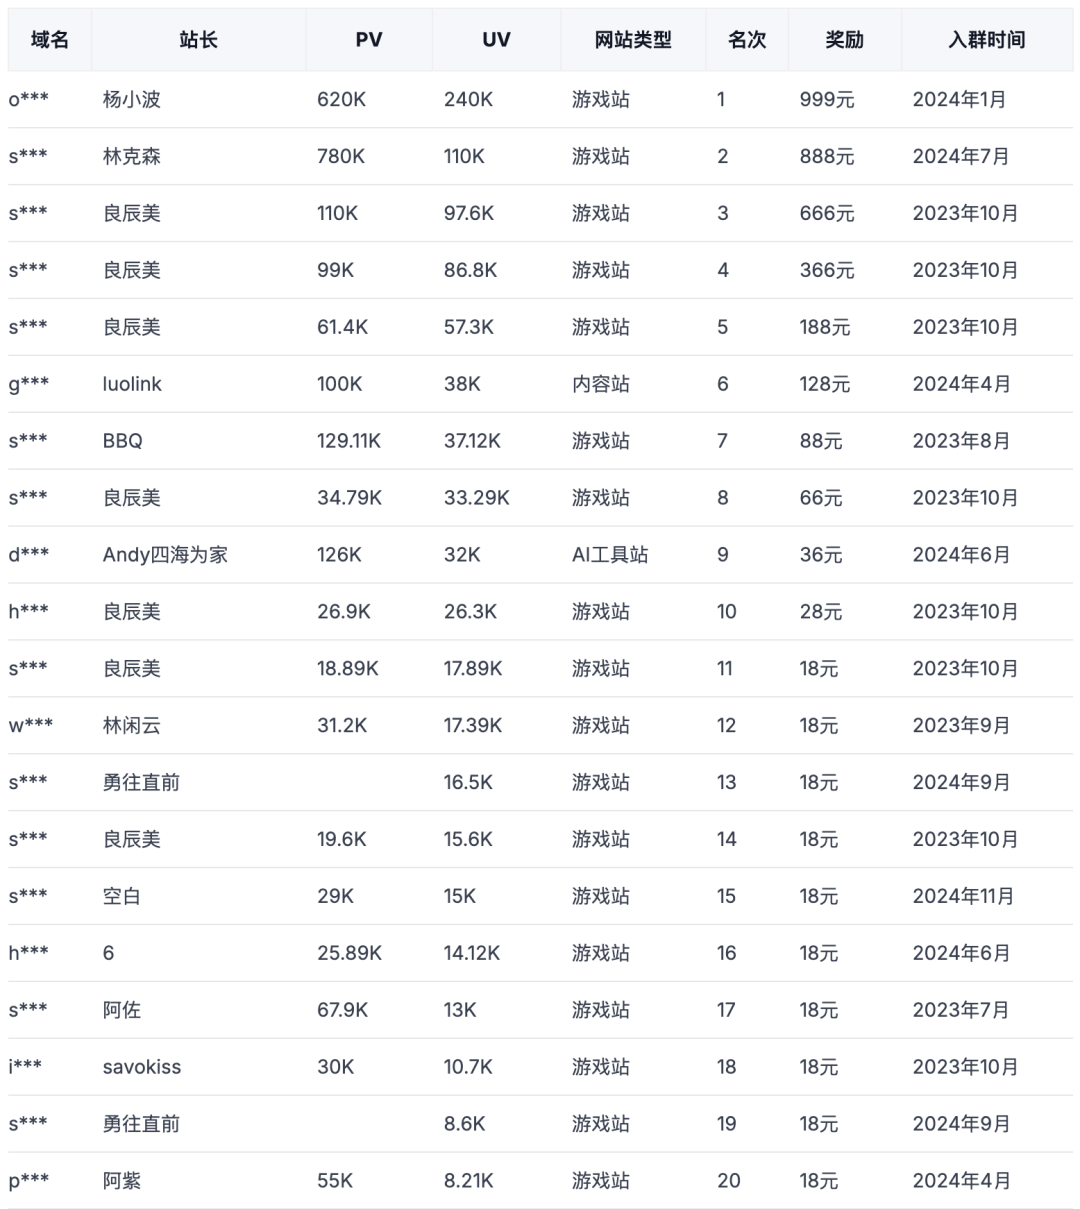 域名 站长 PV UV 网站类型 名次 奖励 入群时间
o*** 杨小波 620K 240K 游戏站 1 999元 2024年1月
s*** 林克森 780K 110K 游戏站 2 888元 2024年7月
s*** 良辰美 110K 97.6K 游戏站 3 666元 2023年10月
s*** 良辰美 99K 86.8K 游戏站 4 366元 2023年10月
s*** 良辰美 61.4K 57.3K 游戏站 5 188元 2023年10月
g*** luolink 100K 38K 内容站 6 128元 2024年4月
s*** BBQ 129.11K 37.12K 游戏站 7 88元 2023年8月
s*** 良辰美 34.79K 33.29K 游戏站 8 66元 2023年10月
d*** Andy四海为家 126K 32K AI工具站 9 36元 2024年6月
h*** 良辰美 26.9K 26.3K 游戏站 10 28元 2023年10月
s*** 良辰美 18.89K 17.89K 游戏站 11 18元 2023年10月
w*** 林闲云 31.2K 17.39K 游戏站 12 18元 2023年9月
s*** 勇往直前 16.5K 游戏站 13 18元 2024年9月
s*** 良辰美 19.6K 15.6K 游戏站 14 18元 2023年10月
s*** 空白 29K 15K 游戏站 15 18元 2024年11月
h*** 6 25.89K 14.12K 游戏站 16 18元 2024年6月
s*** 阿佐 67.9K 13K 游戏站 17 18元 2023年7月
i*** savokiss 30K 10.7K 游戏站 18 18元 2023年10月
s*** 勇往直前 8.6K 游戏站 19 18元 2024年9月
p*** 阿紫 55K 8.21K 游戏站 20 18元 2024年4月